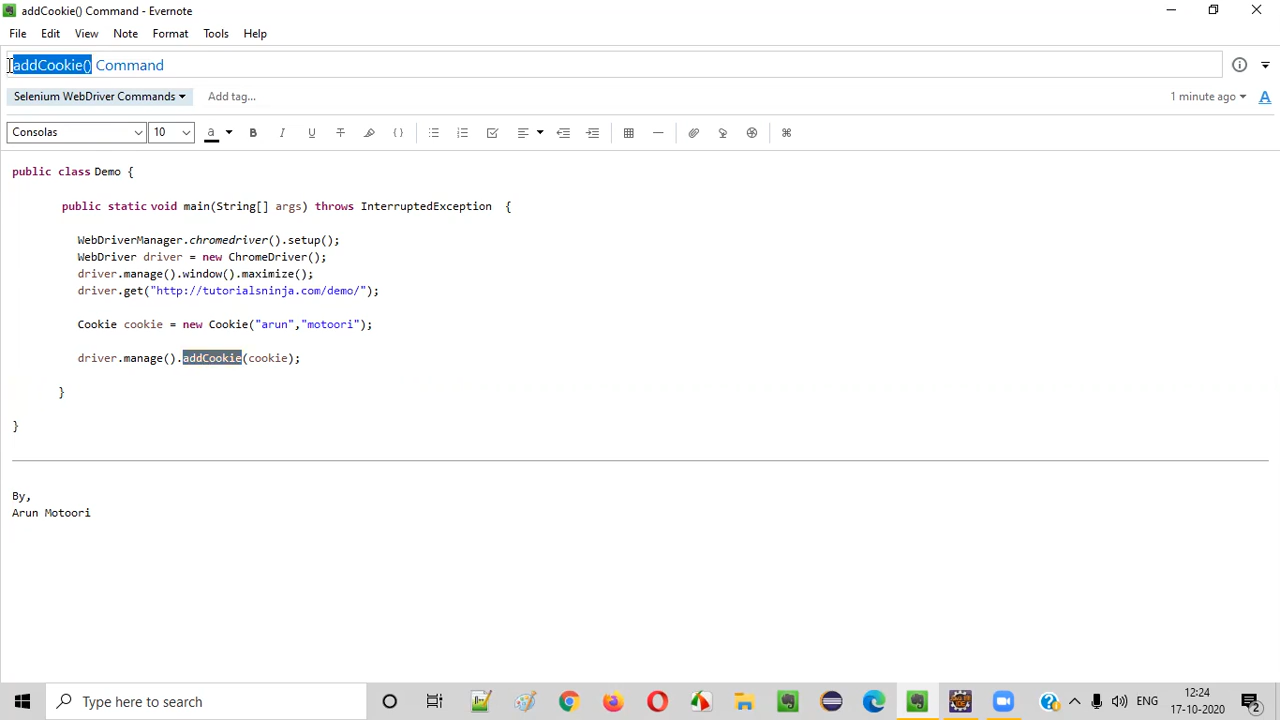 addCookie() Command - Evernote
File Edit View Note Format Tools Help
addCookie() Command
Selenium WebDriver Commands Add tag... 1 minute ago A
Consolas 10 a B I U T { }
public class Demo {
public static void main(String[] args) throws InterruptedException {
WebDriverManager.chromedriver().setup();
WebDriver driver = new ChromeDriver();
driver.manage().window().maximize();
driver.get("http://tutorialsninja.com/demo/");
Cookie cookie = new Cookie("arun","motoori");
driver.manage().addCookie(cookie);
}
}
By,
Arun Motoori
Type here to search ENG 12:24
17-10-2020 2